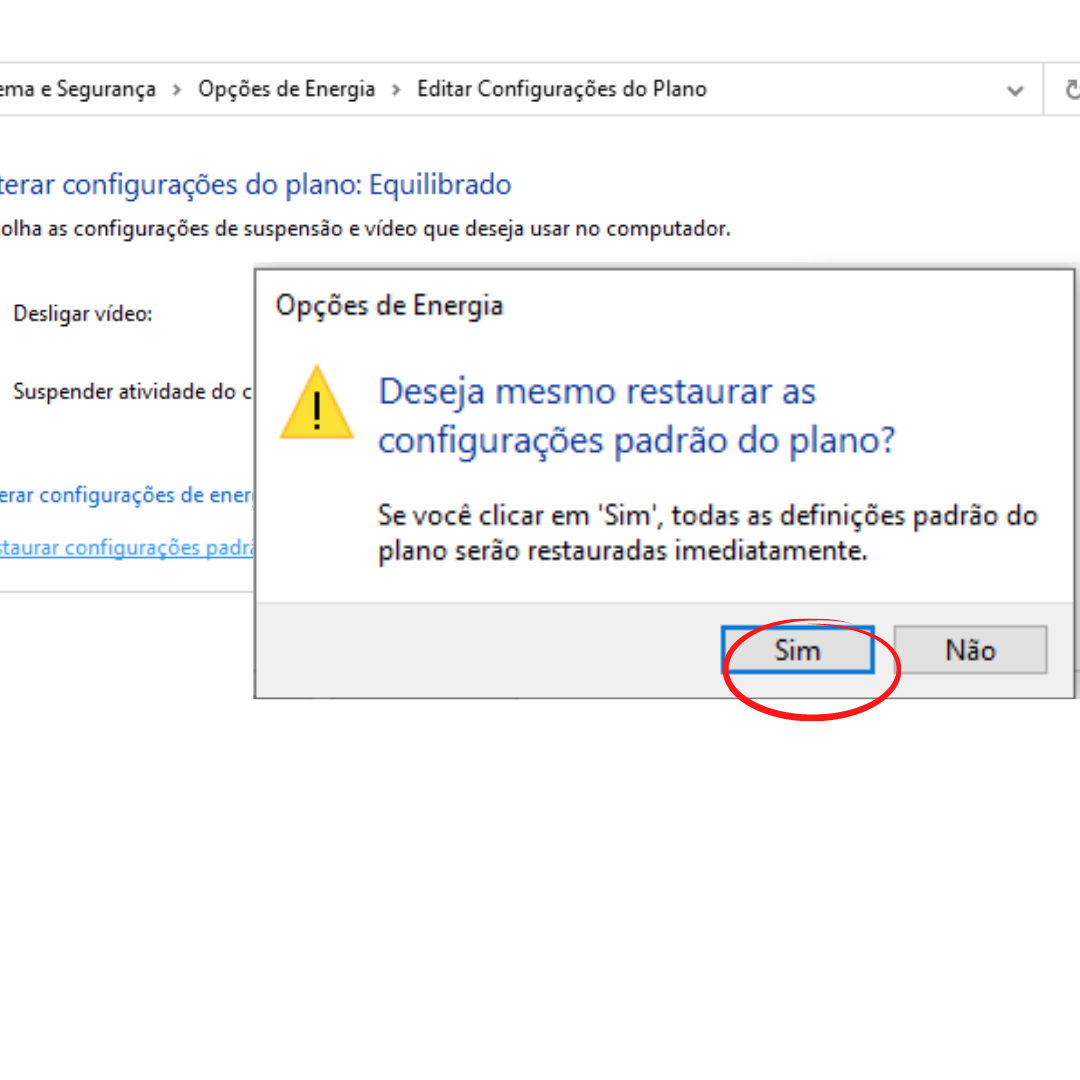 ema e Segurança > Opções de Energia > Editar Configurações do Plano
terar configurações do plano: Equilibrado
olha as configurações de suspensão e vídeo que deseja usar no computador.
Desligar vídeo:
Suspender atividade do c
erar configurações de ener
staurar configurações padrã
Opções de Energia
Deseja mesmo restaurar as
configurações padrão do plano?
Se você clicar em 'Sim', todas as definições padrão do
plano serão restauradas imediatamente.
Sim Não